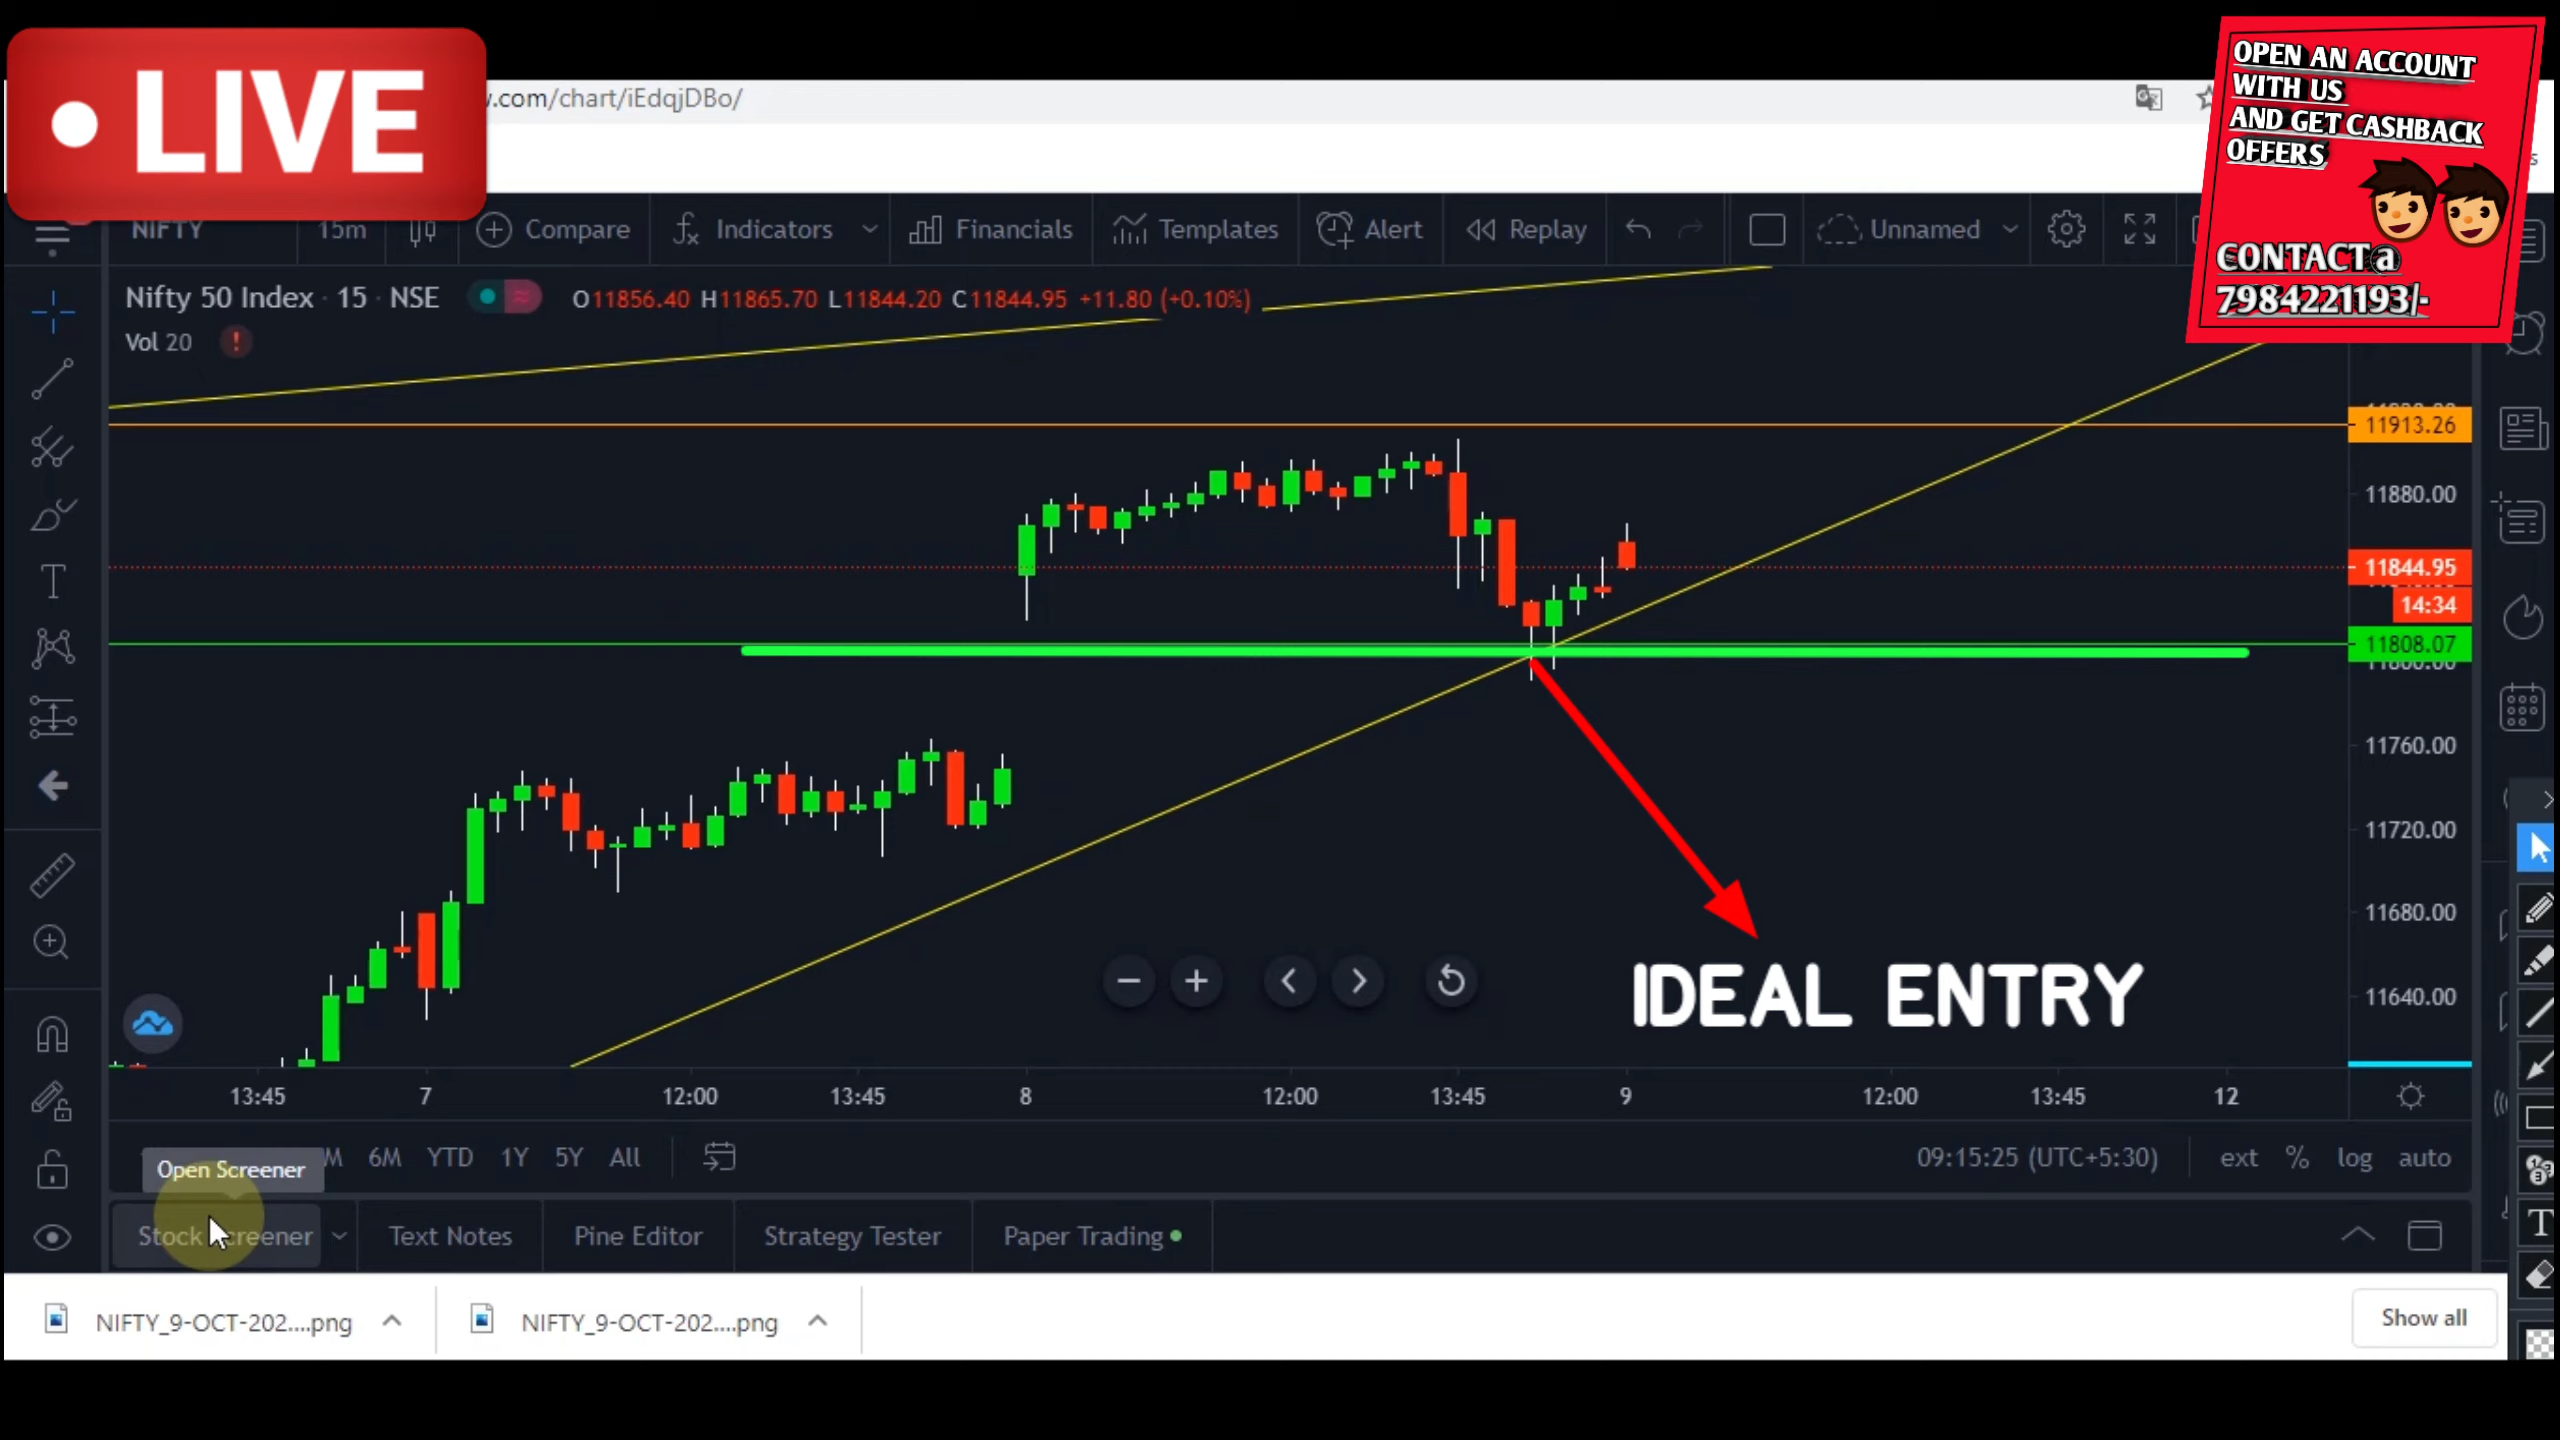 LIVE
OPEN AN ACCOUNT
WITH US
AND GET CASHBACK
OFFERS
CONTACT a
7984221193/-
.com/chart/iEdqjDBo/
NIFTY 15m Compare Indicators Financials Templates Alert Replay Unnamed
Nifty 50 Index · 15 · NSE O11856.40 H11865.70 L11844.20 C11844.95 +11.80 (+0.10%)
Vol 20
11913.26
11880.00
11844.95
14:34
11808.07
11800.00
11760.00
11720.00
11680.00
11640.00
IDEAL ENTRY
13:45 7 12:00 13:45 8 12:00 13:45 9 12:00 13:45 12
6M YTD 1Y 5Y All 09:15:25 (UTC+5:30) ext % log auto
Open Screener
Stock Screener Text Notes Pine Editor Strategy Tester Paper Trading
NIFTY_9-OCT-202....png NIFTY_9-OCT-202....png Show all